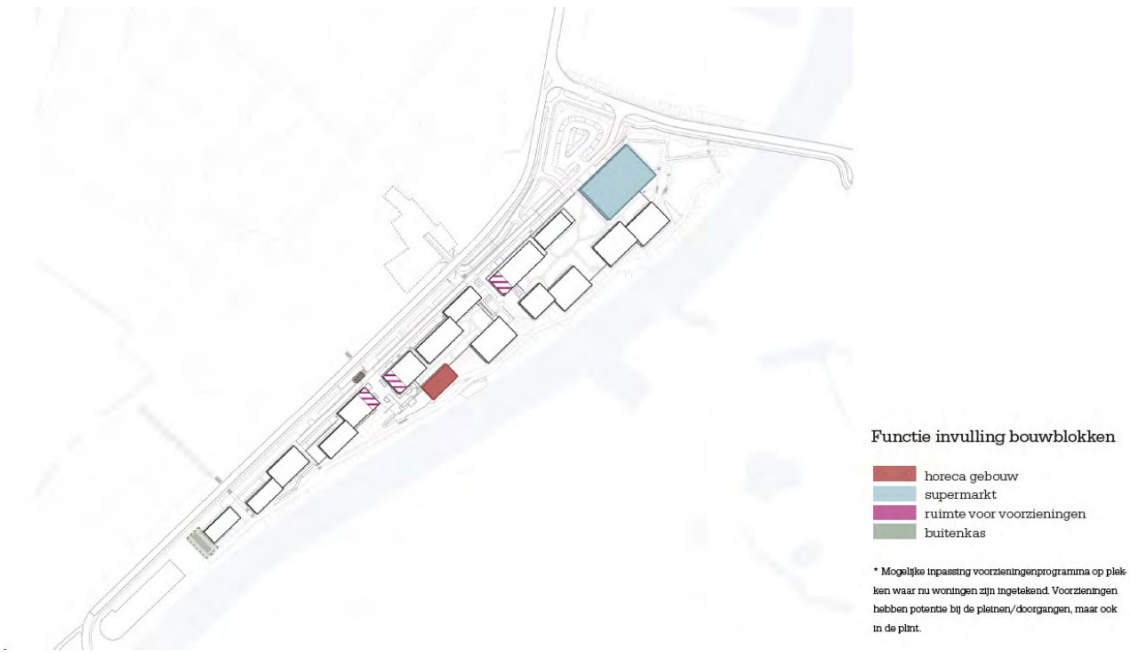 Functie invulling bouwblokken
horeca gebouw
supermarkt
ruimte voor voorzieningen
buitenkas
* Mogelijke inpassing voorzieningenprogramma op plek-
ken waar nu woningen zijn ingetekend. Voorzieningen
hebben potentie bij de pleinen/doorgangen, maar ook
in de plint.